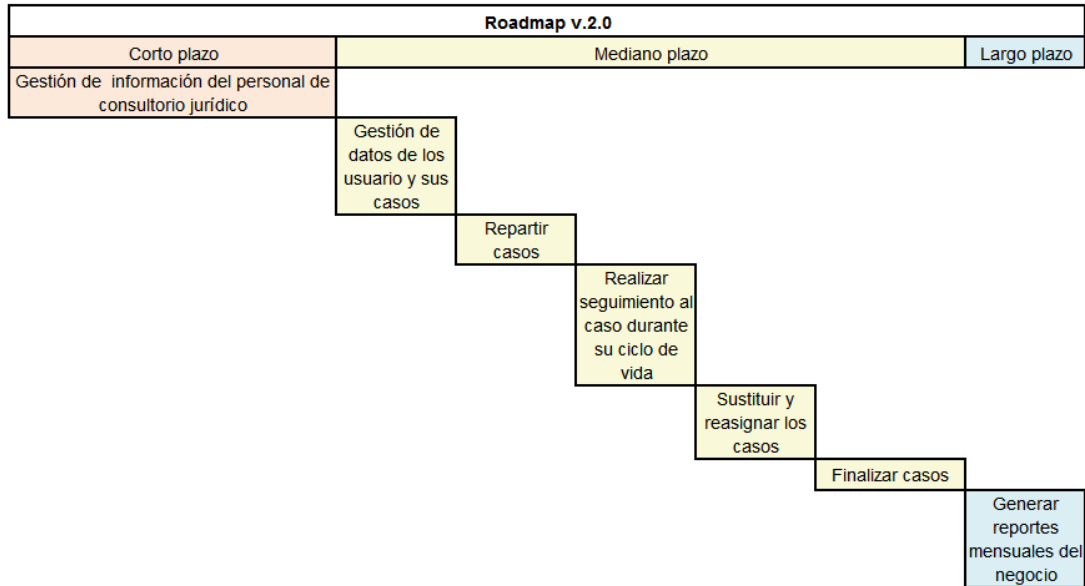 Roadmap v.2.0
Corto plazo
Mediano plazo
Largo plazo
Gestión de información del personal de
consultorio jurídico
Gestión de
datos de los
usuario y sus
casos
Repartir
casos
Realizar
seguimiento al
caso durante
su ciclo de
vida
Sustituir y
reasignar los
casos
Finalizar casos
Generar
reportes
mensuales del
negocio